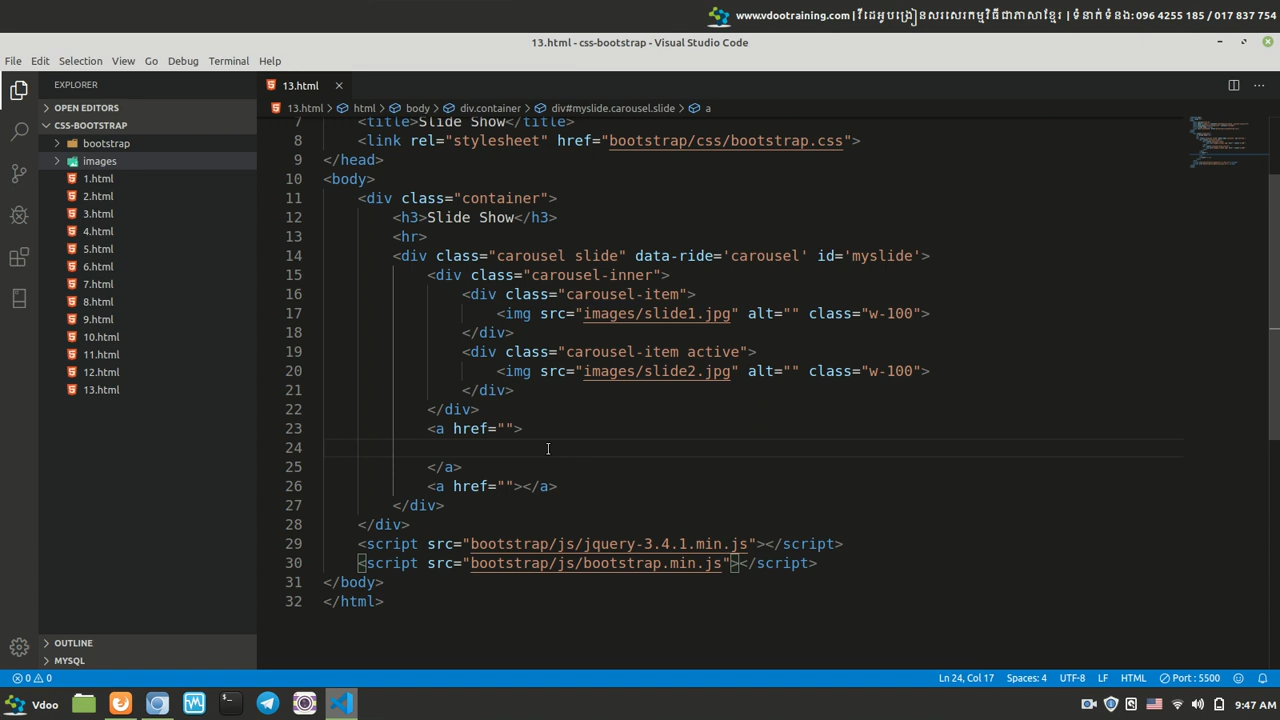 www.vdootraining.com | វីដេអូបង្រៀនសរសេរកម្មវិធីជាភាសាខ្មែរ | ទំនាក់ទំនង: 096 4255 185 / 017 837 754
13.html - css-bootstrap - Visual Studio Code
File Edit Selection View Go Debug Terminal Help
EXPLORER
OPEN EDITORS
CSS-BOOTSTRAP
bootstrap
images
1.html
2.html
3.html
4.html
5.html
6.html
7.html
8.html
9.html
10.html
11.html
12.html
13.html
OUTLINE
MYSQL
13.html
13.html > html > body > div.container > div#myslide.carousel.slide > a
7 <title>Slide Show</title>
8 <link rel="stylesheet" href="bootstrap/css/bootstrap.css">
9 </head>
10 <body>
11 <div class="container">
12 <h3>Slide Show</h3>
13 <hr>
14 <div class="carousel slide" data-ride='carousel' id='myslide'>
15 <div class="carousel-inner">
16 <div class="carousel-item">
17 <img src="images/slide1.jpg" alt="" class="w-100">
18 </div>
19 <div class="carousel-item active">
20 <img src="images/slide2.jpg" alt="" class="w-100">
21 </div>
22 </div>
23 <a href="">
24
25 </a>
26 <a href=""></a>
27 </div>
28 </div>
29 <script src="bootstrap/js/jquery-3.4.1.min.js"></script>
30 <script src="bootstrap/js/bootstrap.min.js"></script>
31 </body>
32 </html>
0 0
Ln 24, Col 17 Spaces: 4 UTF-8 LF HTML Port : 5500
Vdoo
9:47 AM